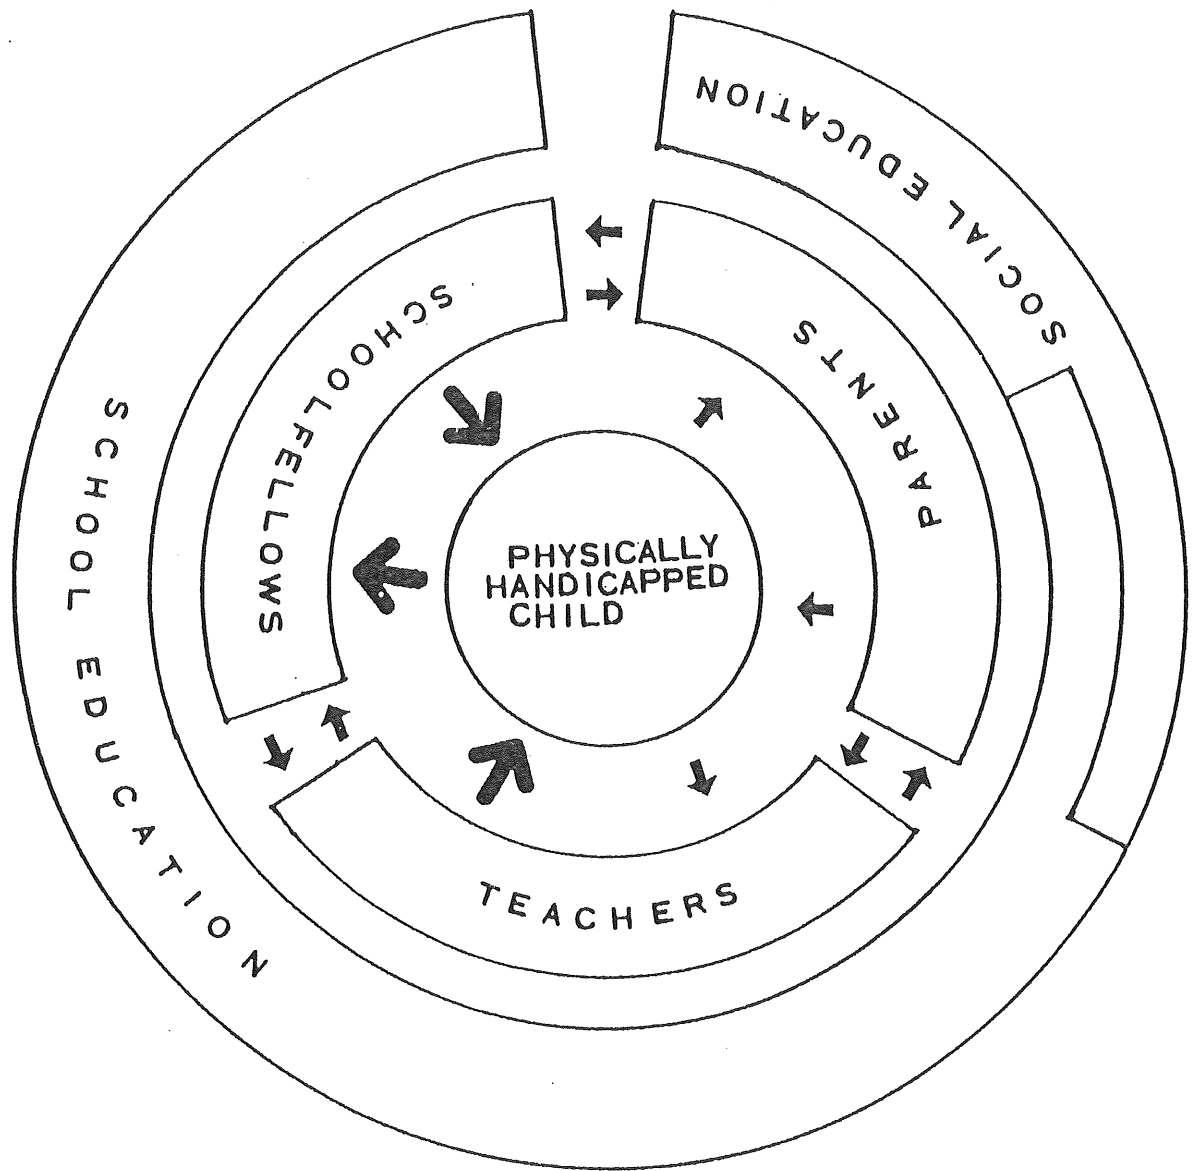 SOCIAL EDUCATION
SCHOOLFELLOWS
PARENTS
SCHOOL EDUCATION
PHYSICALLY
HANDICAPPED
CHILD
TEACHERS